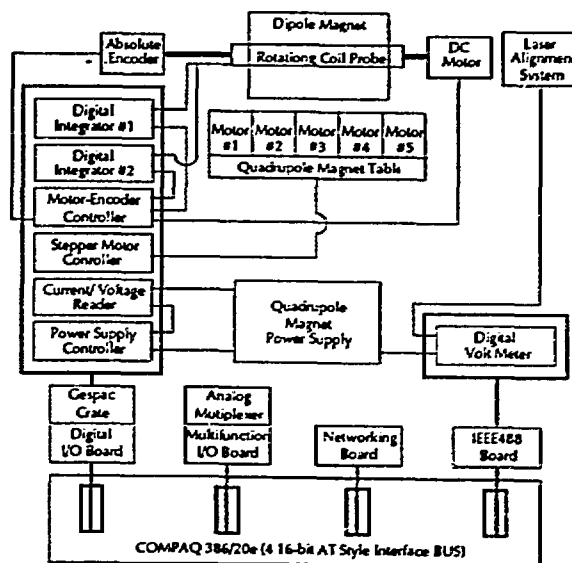 Dipole Magnet
Absolute
Encoder
Rotationg Coil Probe
DC
Motor
Laser
Alignment
System
Digital
Integrator #1
Digital
Integrator #2
Motor-Encoder
Controller
Stepper Motor
Conroller
Current/ Voltage
Reader
Power Supply
Controller
Motor #1
Motor #2
Motor #3
Motor #4
Motor #5
Quadrupole Magnet Table
Quadrupole
Magnet
Power Supply
Digital
Volt Meter
Gespac
Crate
Digital
I/O Board
Analog
Mutiplexer
Multifunction
I/O Board
Networking
Board
IEEE488
Board
COMPAQ 386/20e (4 16-bit AT Style Interface BUS)